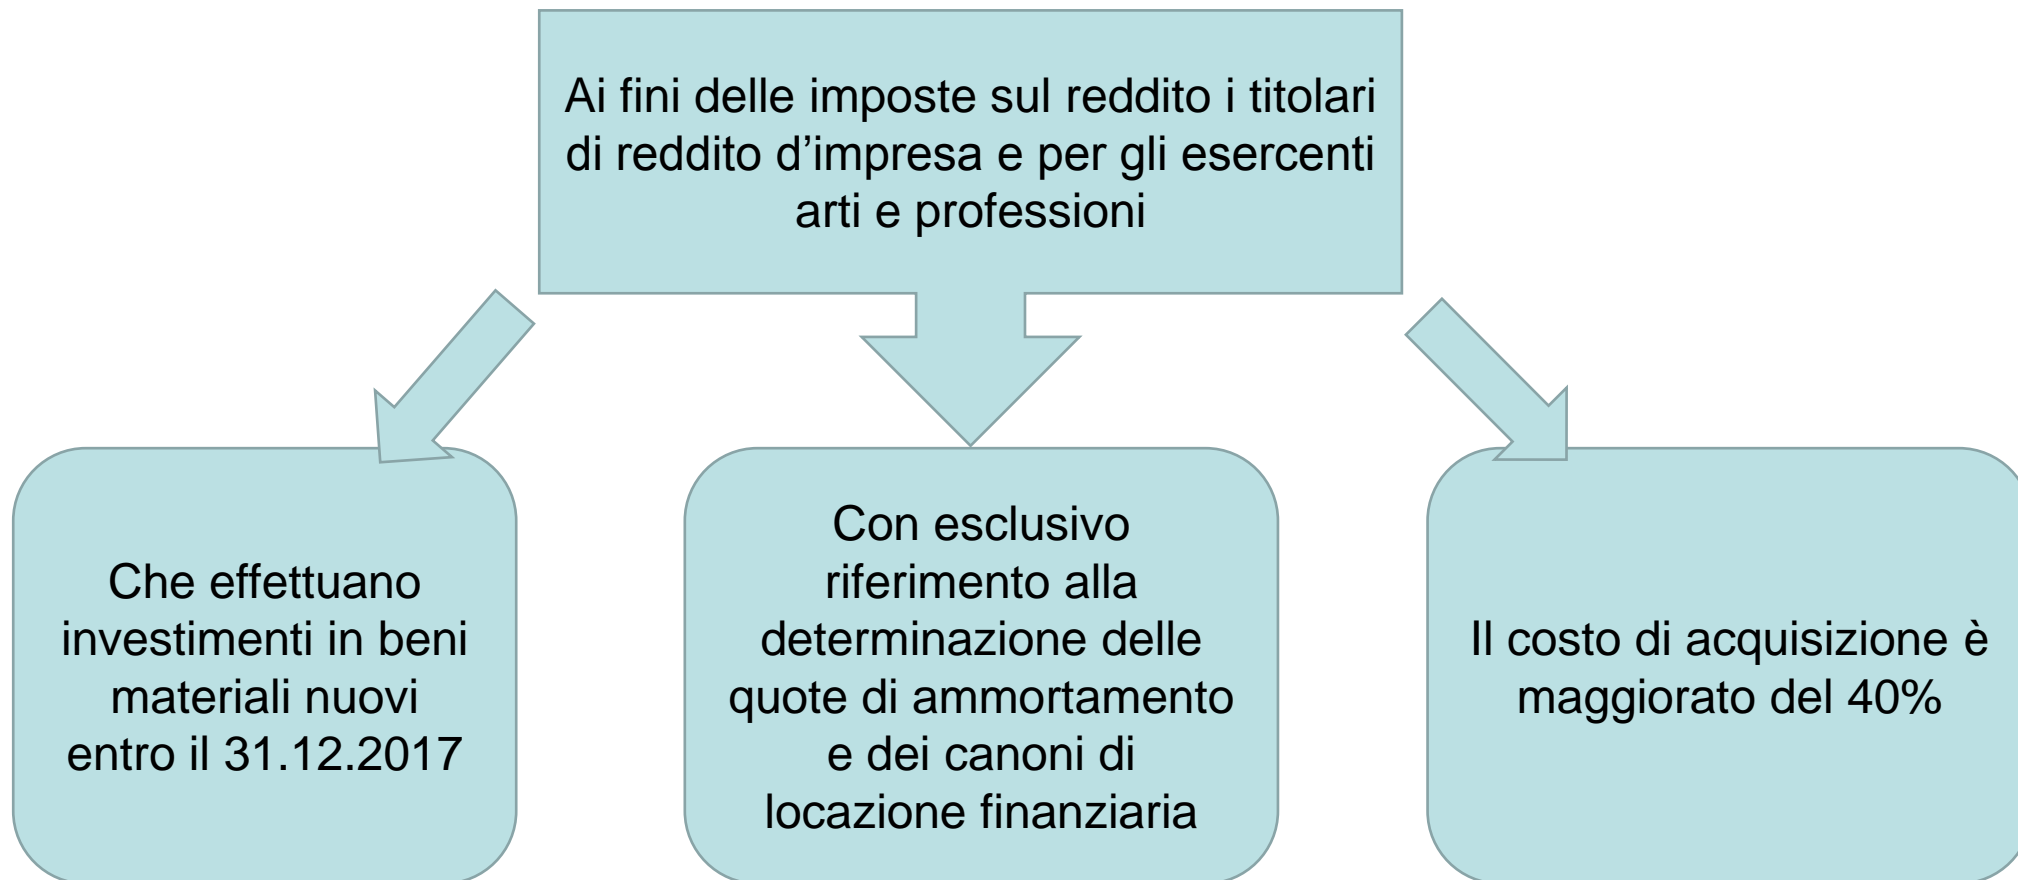 Ai fini delle imposte sul reddito i titolari
di reddito d’impresa e per gli esercenti
arti e professioni
Che effettuano
investimenti in beni
materiali nuovi
entro il 31.12.2017
Con esclusivo
riferimento alla
determinazione delle
quote di ammortamento
e dei canoni di
locazione finanziaria
Il costo di acquisizione è
maggiorato del 40%